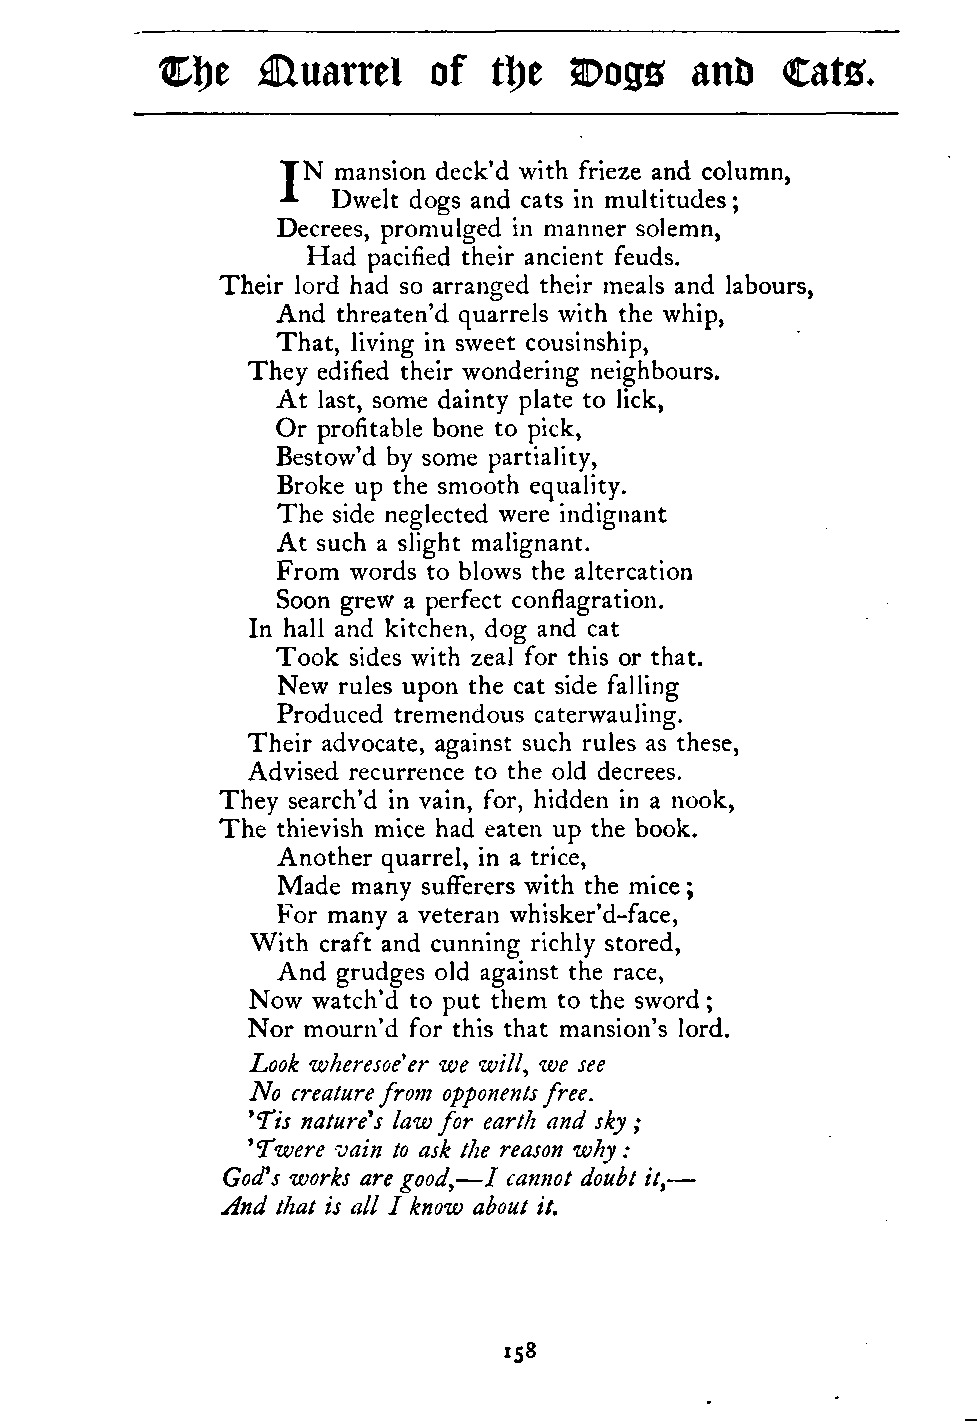 The Quarrel of the Dogs and Cats.
IN mansion deck'd with frieze and column,
Dwelt dogs and cats in multitudes;
Decrees, promulged in manner solemn,
Had pacified their ancient feuds.
Their lord had so arranged their meals and labours,
And threaten'd quarrels with the whip,
That, living in sweet cousinship,
They edified their wondering neighbours.
At last, some dainty plate to lick,
Or profitable bone to pick,
Bestow'd by some partiality,
Broke up the smooth equality.
The side neglected were indignant
At such a slight malignant.
From words to blows the altercation
Soon grew a perfect conflagration.
In hall and kitchen, dog and cat
Took sides with zeal for this or that.
New rules upon the cat side falling
Produced tremendous caterwauling.
Their advocate, against such rules as these,
Advised recurrence to the old decrees.
They search'd in vain, for, hidden in a nook,
The thievish mice had eaten up the book.
Another quarrel, in a trice,
Made many sufferers with the mice;
For many a veteran whisker'd-face,
With craft and cunning richly stored,
And grudges old against the race,
Now watch'd to put them to the sword;
Nor mourn'd for this that mansion's lord.
Look wheresoe'er we will, we see
No creature from opponents free.
'Tis nature's law for earth and sky;
'Twere vain to ask the reason why:
God's works are good,—I cannot doubt it,—
And that is all I know about it.
158